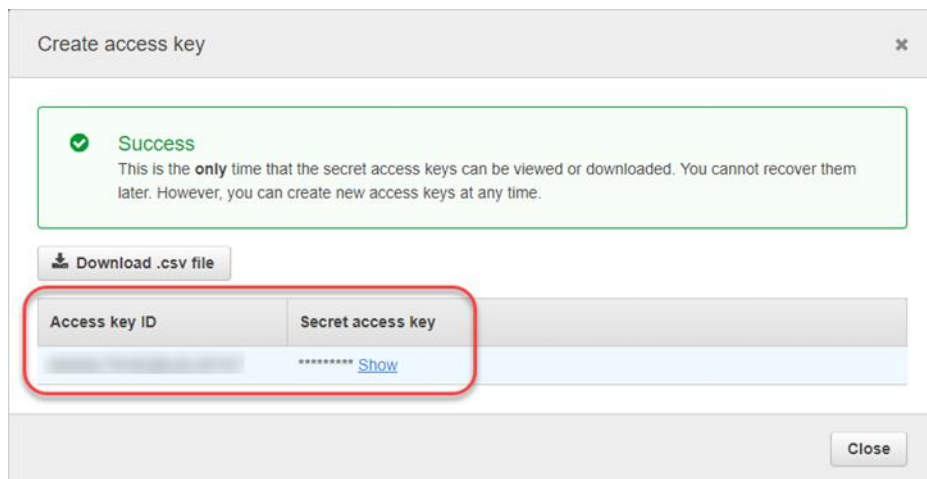 Create access key
Success
This is the only time that the secret access keys can be viewed or downloaded. You cannot recover them
later. However, you can create new access keys at any time.
Download .csv file
Access key ID Secret access key
********* Show
Close